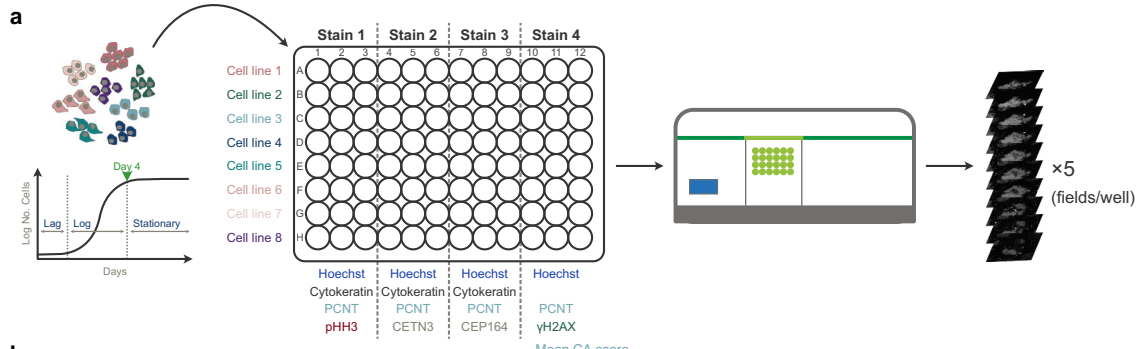 a
Stain 1 Stain 2 Stain 3 Stain 4
1 2 3 4 5 6 7 8 9 10 11 12
Cell line 1 A
Cell line 2 B
Cell line 3 C
Cell line 4 D
Cell line 5 E
Cell line 6 F
Cell line 7 G
Cell line 8 H
Day 4
Log No. Cells
Lag Log Stationary
Days
Hoechst Hoechst Hoechst Hoechst
Cytokeratin Cytokeratin Cytokeratin
PCNT PCNT PCNT PCNT
pHH3 CETN3 CEP164 γH2AX
×5
(fields/well)
Mean CA score